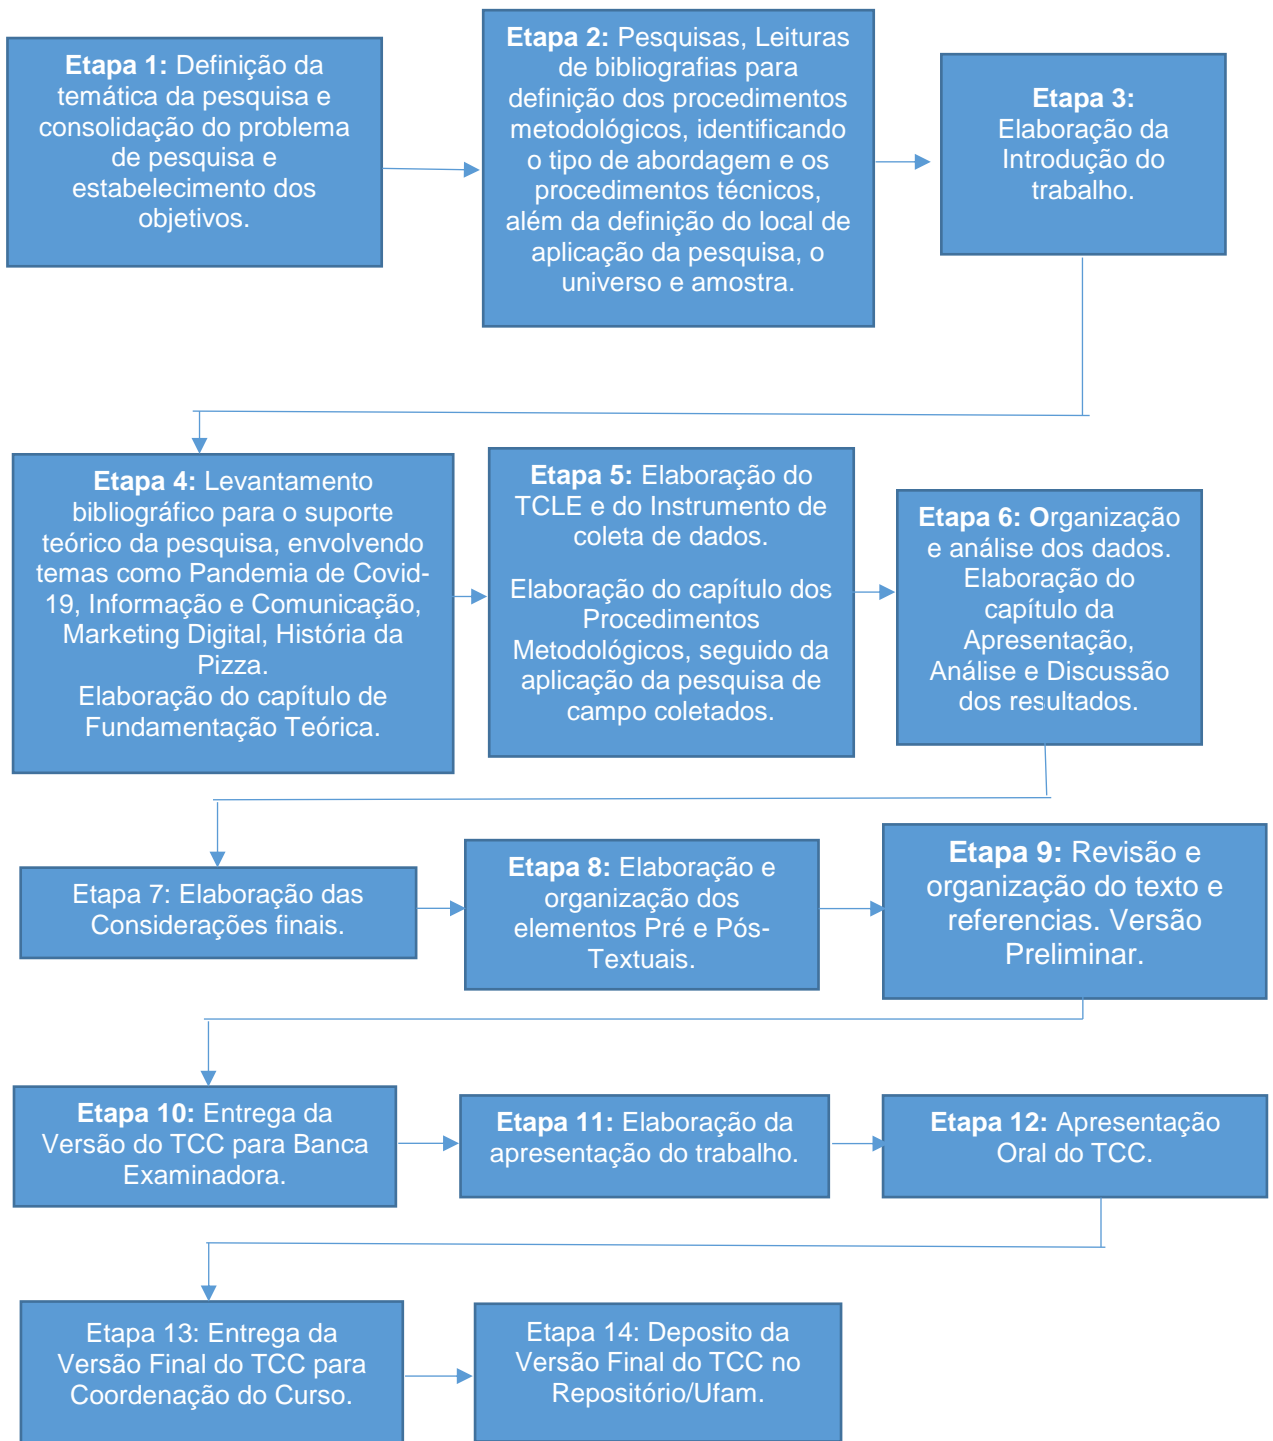 Etapa 1: Definição da
temática da pesquisa e
consolidação do problema
de pesquisa e
estabelecimento dos
objetivos.
Etapa 2: Pesquisas, Leituras
de bibliografias para
definição dos procedimentos
metodológicos, identificando
o tipo de abordagem e os
procedimentos técnicos,
além da definição do local de
aplicação da pesquisa, o
universo e amostra.
Etapa 3:
Elaboração da
Introdução do
trabalho.
Etapa 4: Levantamento
bibliográfico para o suporte
teórico da pesquisa, envolvendo
temas como Pandemia de Covid-
19, Informação e Comunicação,
Marketing Digital, História da
Pizza.
Elaboração do capítulo de
Fundamentação Teórica.
Etapa 5: Elaboração do
TCLE e do Instrumento de
coleta de dados.
Elaboração do capítulo dos
Procedimentos
Metodológicos, seguido da
aplicação da pesquisa de
campo coletados.
Etapa 6: Organização
e análise dos dados.
Elaboração do
capítulo da
Apresentação,
Análise e Discussão
dos resultados.
Etapa 7: Elaboração das
Considerações finais.
Etapa 8: Elaboração e
organização dos
elementos Pré e Pós-
Textuais.
Etapa 9: Revisão e
organização do texto e
referencias. Versão
Preliminar.
Etapa 10: Entrega da
Versão do TCC para Banca
Examinadora.
Etapa 11: Elaboração da
apresentação do trabalho.
Etapa 12: Apresentação
Oral do TCC.
Etapa 13: Entrega da
Versão Final do TCC para
Coordenação do Curso.
Etapa 14: Deposito da
Versão Final do TCC no
Repositório/Ufam.